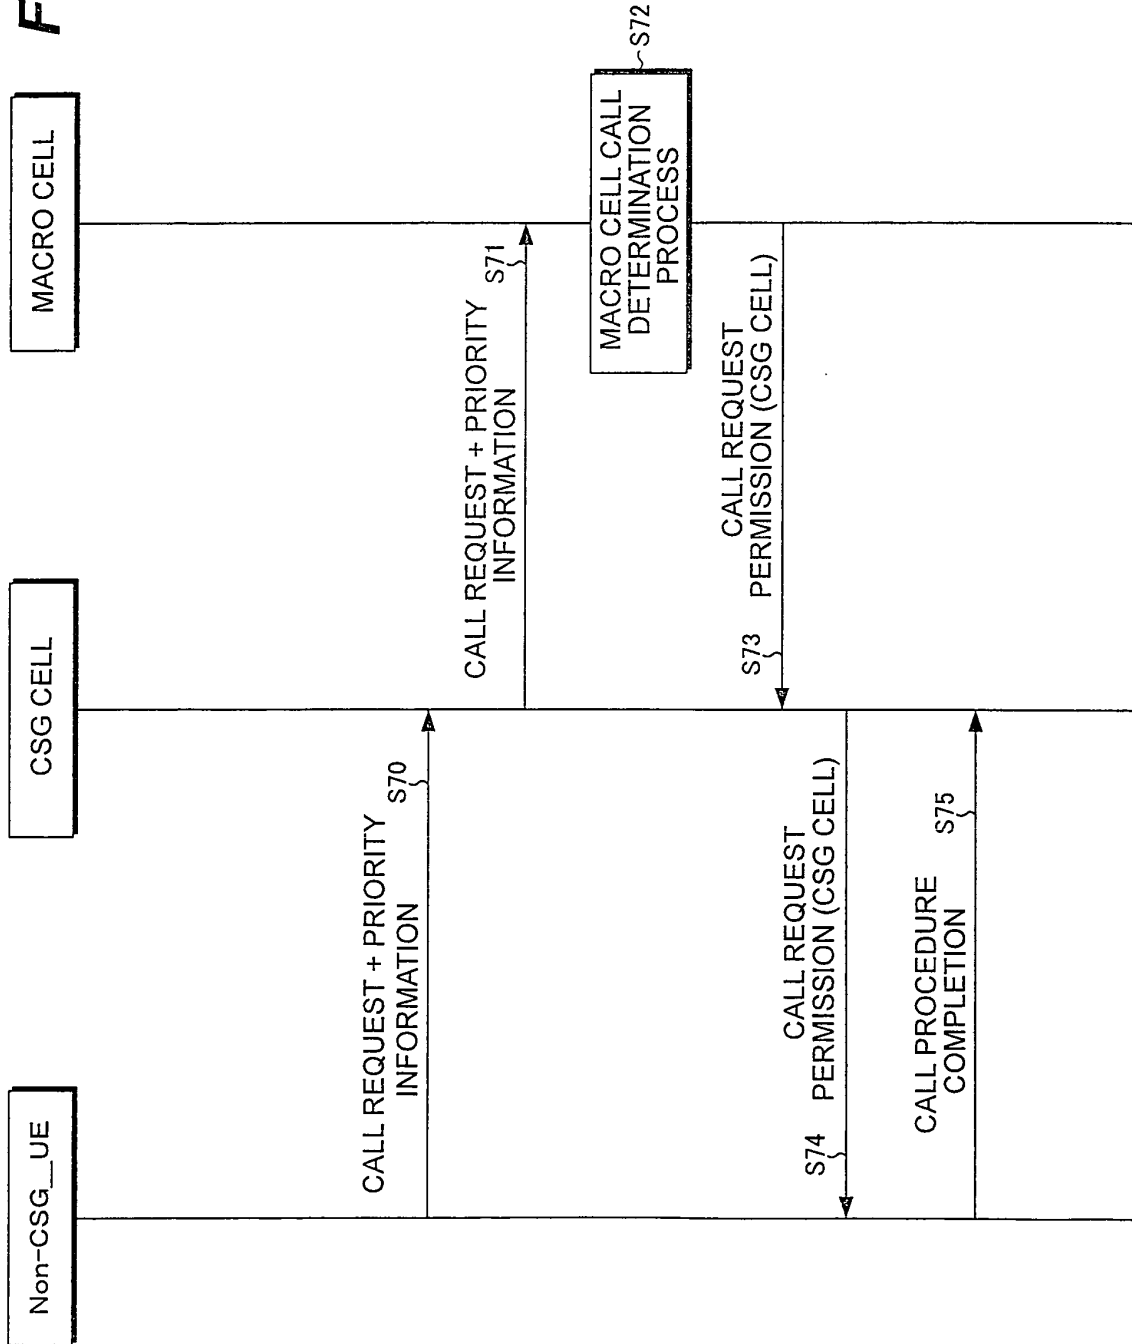 F
Non-CSG__UE
CSG CELL
MACRO CELL
CALL REQUEST + PRIORITY
INFORMATION
S70
CALL REQUEST + PRIORITY
INFORMATION
S71
MACRO CELL CALL
DETERMINATION
PROCESS
S72
CALL REQUEST
PERMISSION (CSG CELL)
S73
CALL REQUEST
PERMISSION (CSG CELL)
S74
CALL PROCEDURE
COMPLETION
S75